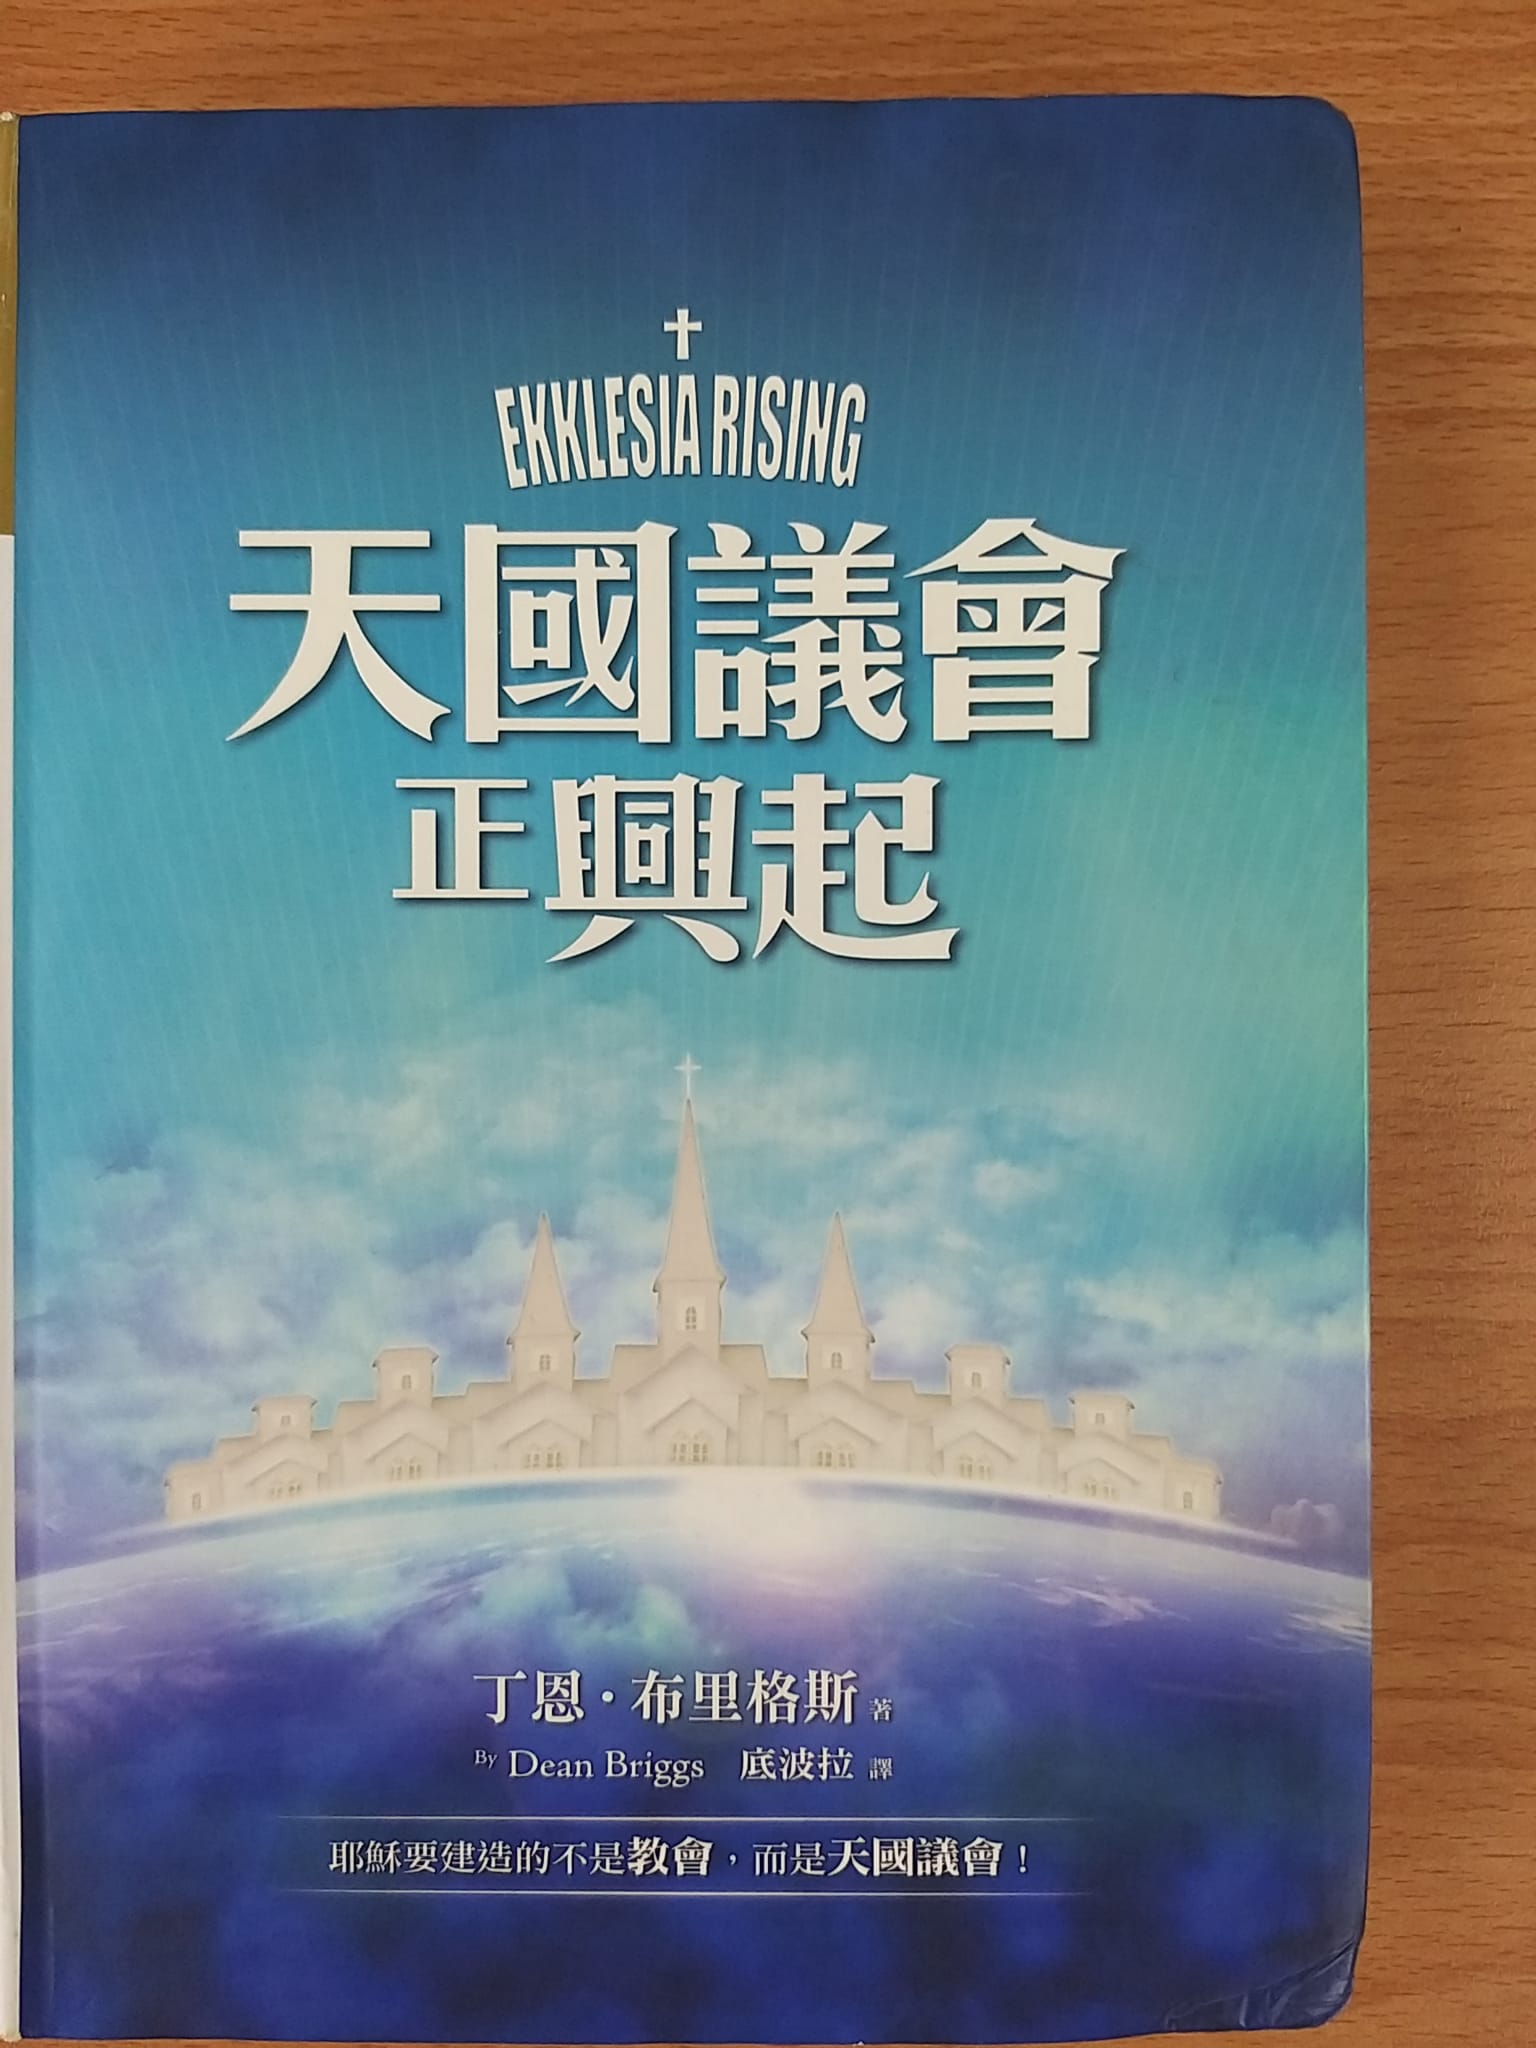 EKKLESIA RISING
天國議會
正興起
丁恩·布里格斯 著
By Dean Briggs 底波拉 譯
耶穌要建造的不是教會，而是天國議會！